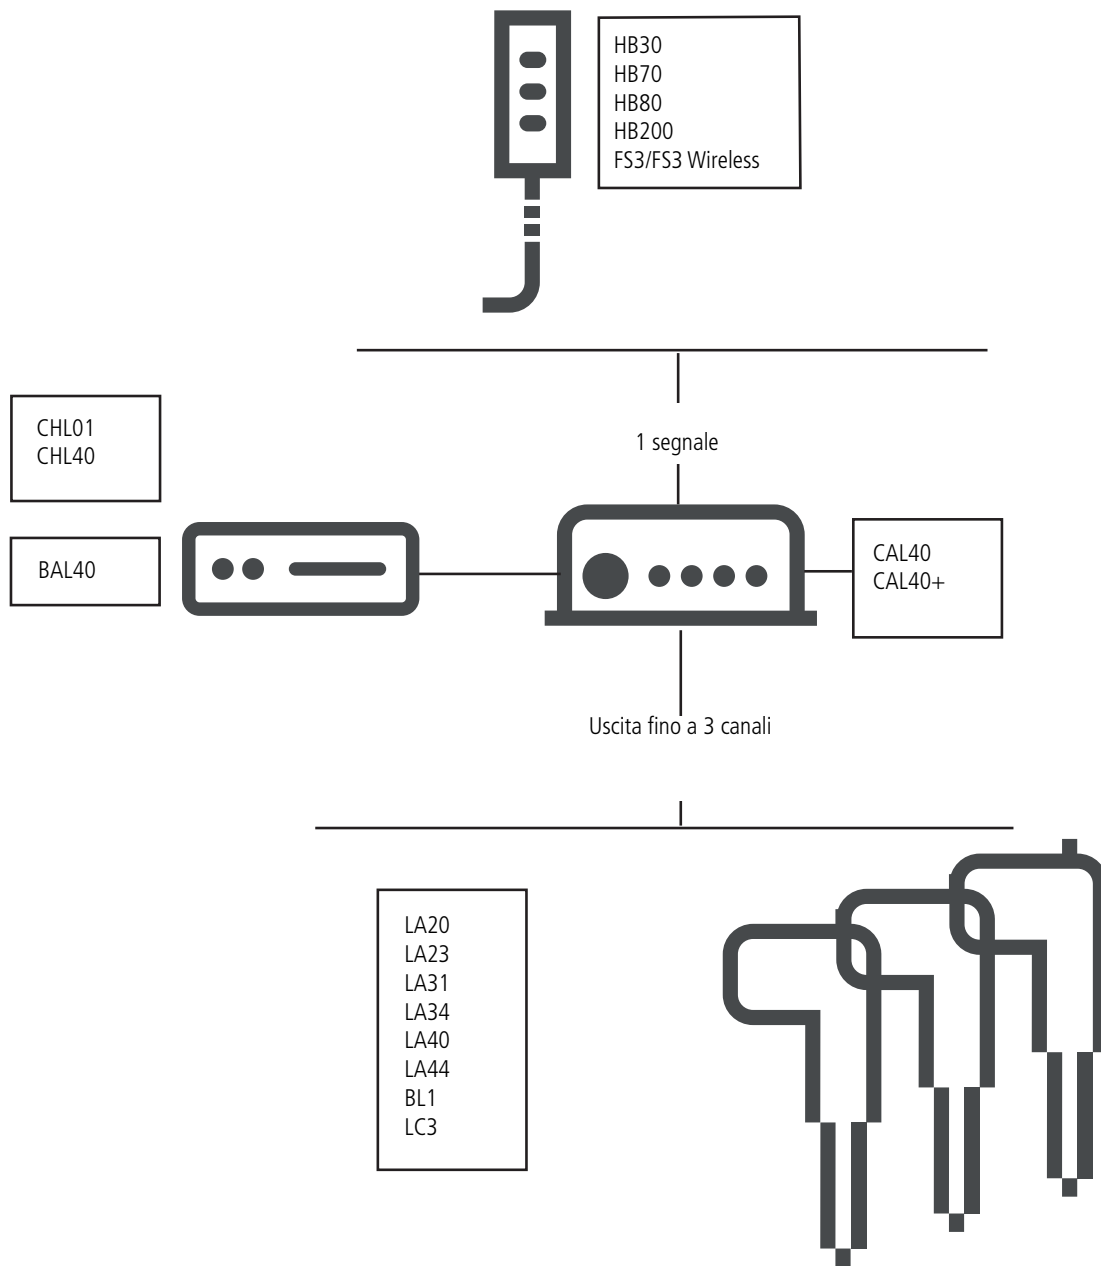 HB30
HB70
HB80
HB200
FS3/FS3 Wireless
1 segnale
CHL01
CHL40
BAL40
CAL40
CAL40+
Uscita fino a 3 canali
LA20
LA23
LA31
LA34
LA40
LA44
BL1
LC3